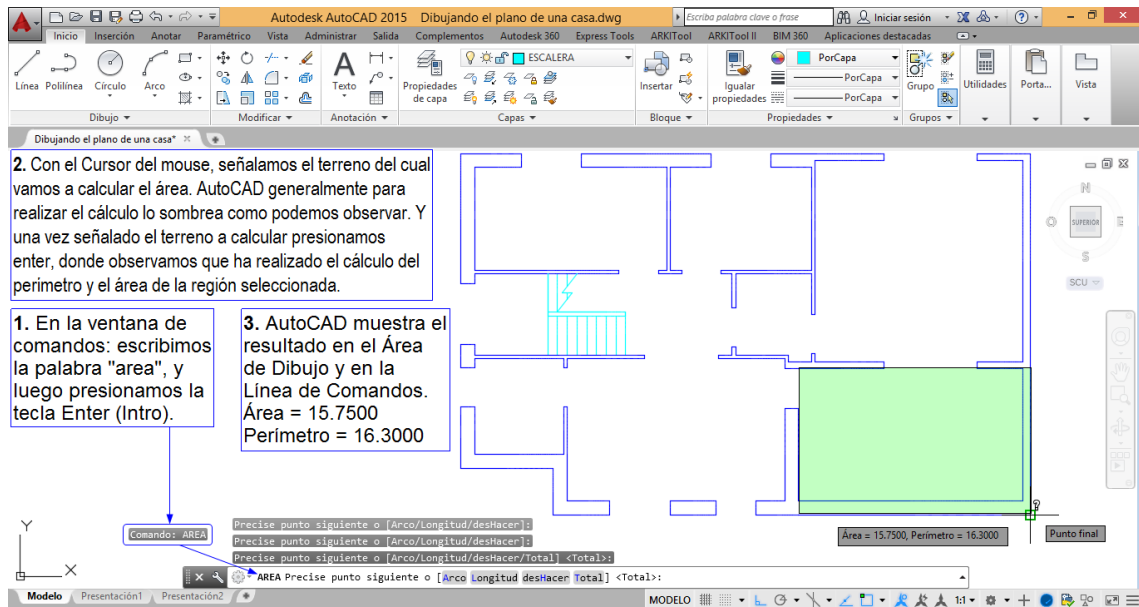 Autodesk AutoCAD 2015 Dibujando el plano de una casa.dwg
Escriba palabra clave o frase
Iniciar sesión
Inicio Inserción Anotar Paramétrico Vista Administrar Salida Complementos Autodesk 360 Express Tools ARKITool ARKITool II BIM 360 Aplicaciones destacadas
ESCALERA
PorCapa
PorCapa
PorCapa
Línea Polilínea Círculo Arco
Texto
Propiedades de capa
Insertar
Igualar propiedades
Grupo
Utilidades
Porta...
Vista
Dibujo Modificar Anotación Capas Bloque Propiedades Grupos
Dibujando el plano de una casa*
2. Con el Cursor del mouse, señalamos el terreno del cual
vamos a calcular el área. AutoCAD generalmente para
realizar el cálculo lo sombrea como podemos observar. Y
una vez señalado el terreno a calcular presionamos
enter, donde observamos que ha realizado el cálculo del
perimetro y el área de la región seleccionada.
1. En la ventana de
comandos: escribimos
la palabra "area", y
luego presionamos la
tecla Enter (Intro).
3. AutoCAD muestra el
resultado en el Área
de Dibujo y en la
Línea de Comandos.
Área = 15.7500
Perímetro = 16.3000
N
SUPERIOR
E
O
S
SCU
Y
X
Comando: AREA
Precise punto siguiente o [Arco/Longitud/desHacer]:
Precise punto siguiente o [Arco/Longitud/desHacer]:
Precise punto siguiente o [Arco/Longitud/desHacer/Total] <Total>:
Área = 15.7500, Perímetro = 16.3000
Punto final
AREA Precise punto siguiente o [Arco Longitud desHacer Total] <Total>:
Modelo Presentación1 Presentación2
MODELO
1:1